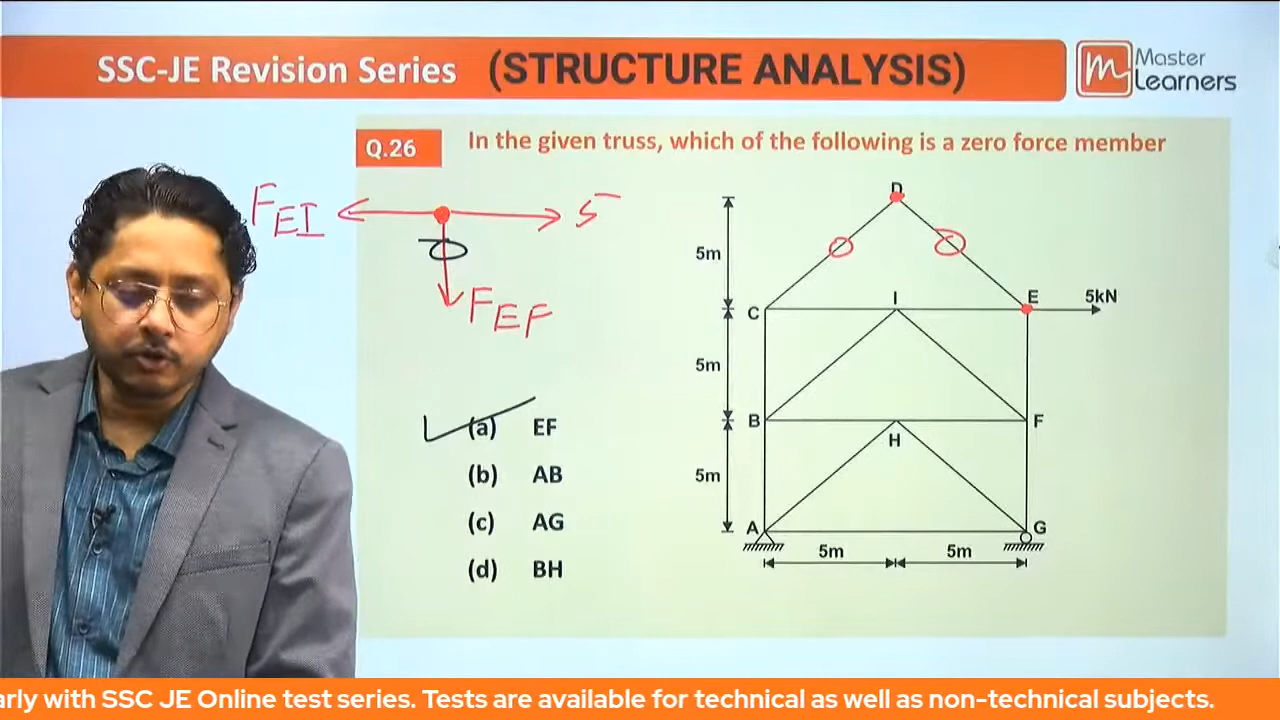 SSC-JE Revision Series (STRUCTURE ANALYSIS)
Master
Learners
Q.26 In the given truss, which of the following is a zero force member
F EI
5
F EF
(a) EF
(b) AB
(c) AG
(d) BH
D
5m
C I E 5kN
5m
B H F
5m
A G
5m 5m
arly with SSC JE Online test series. Tests are available for technical as well as non-technical subjects.